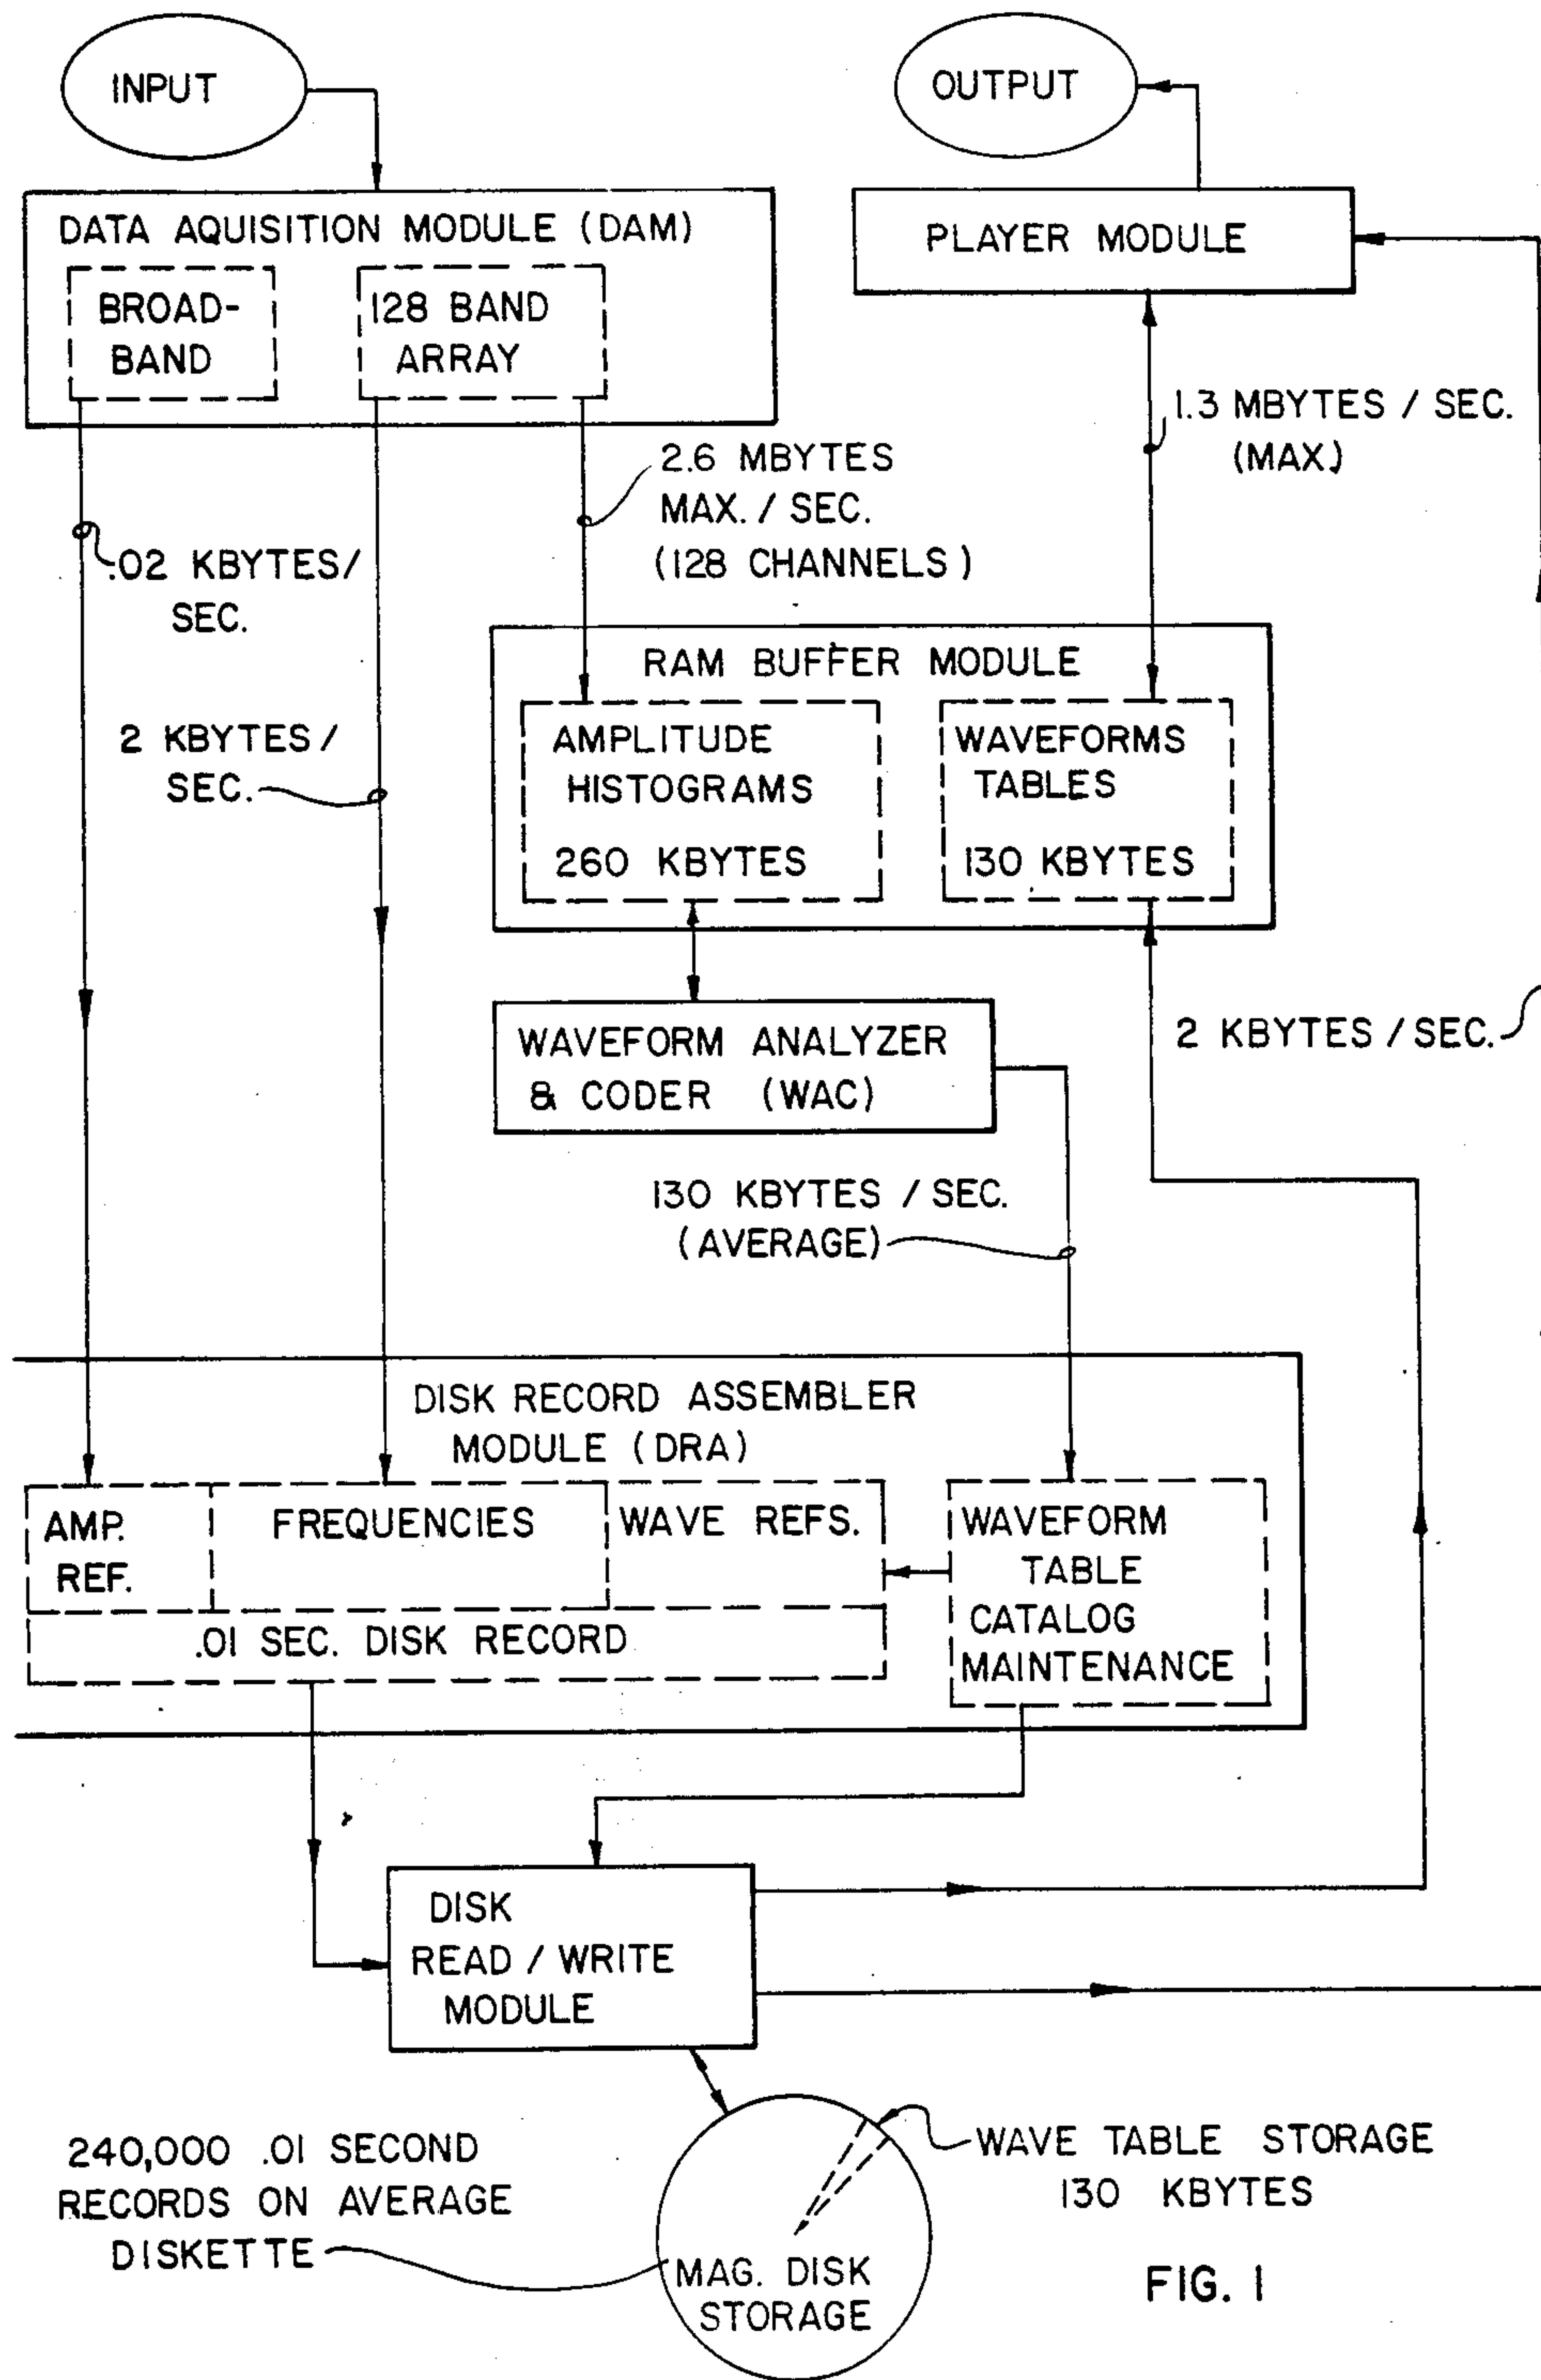 INPUT
OUTPUT
DATA AQUISITION MODULE (DAM)
BROAD-
BAND
128 BAND
ARRAY
PLAYER MODULE
1.3 MBYTES / SEC.
(MAX.)
2.6 MBYTES
MAX. / SEC.
(128 CHANNELS)
.02 KBYTES/
SEC.
RAM BUFFER MODULE
2 KBYTES /
SEC.
AMPLITUDE
HISTOGRAMS
260 KBYTES
WAVEFORMS
TABLES
130 KBYTES
WAVEFORM ANALYZER
& CODER (WAC)
2 KBYTES / SEC.
130 KBYTES / SEC.
(AVERAGE)
DISK RECORD ASSEMBLER
MODULE (DRA)
AMP.
REF.
FREQUENCIES
WAVE REFS.
WAVEFORM
TABLE
CATALOG
MAINTENANCE
.01 SEC. DISK RECORD
DISK
READ / WRITE
MODULE
240,000 .01 SECOND
RECORDS ON AVERAGE
DISKETTE
WAVE TABLE STORAGE
130 KBYTES
MAG. DISK
STORAGE
FIG. 1